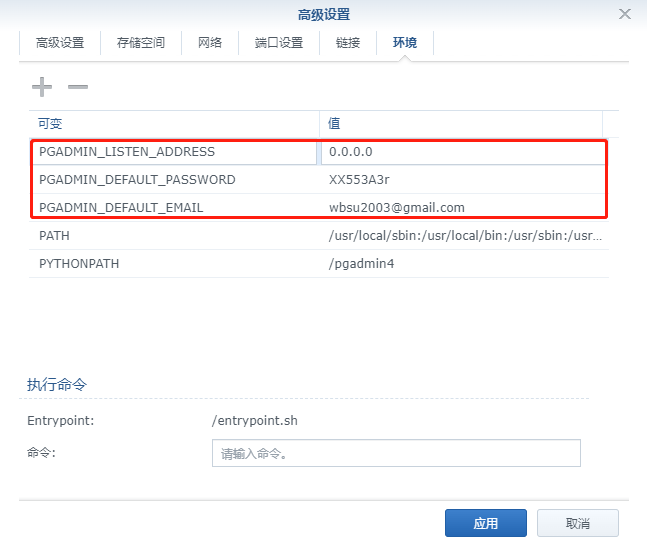 高级设置
高级设置 存储空间 网络 端口设置 链接 环境
可变 值
PGADMIN_LISTEN_ADDRESS 0.0.0.0
PGADMIN_DEFAULT_PASSWORD XX553A3r
PGADMIN_DEFAULT_EMAIL wbsu2003@gmail.com
PATH /usr/local/sbin:/usr/local/bin:/usr/sbin:/usr...
PYTHONPATH /pgadmin4
执行命令
Entrypoint: /entrypoint.sh
命令: 请输入命令。
应用 取消